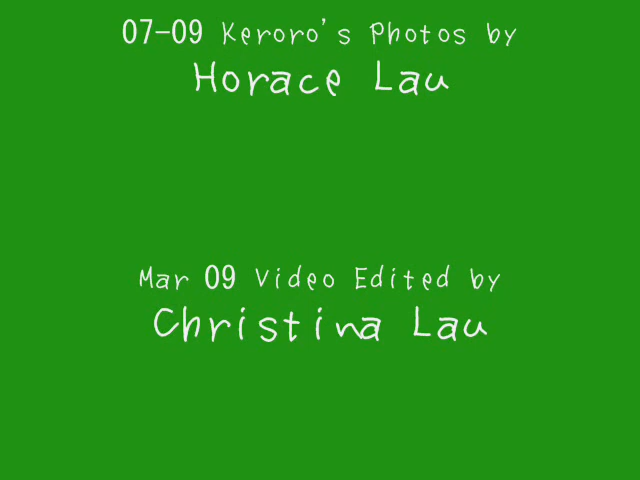 07-09 Keroro's Photos by
Horace Lau
Mar 09 Video Edited by
Christina Lau